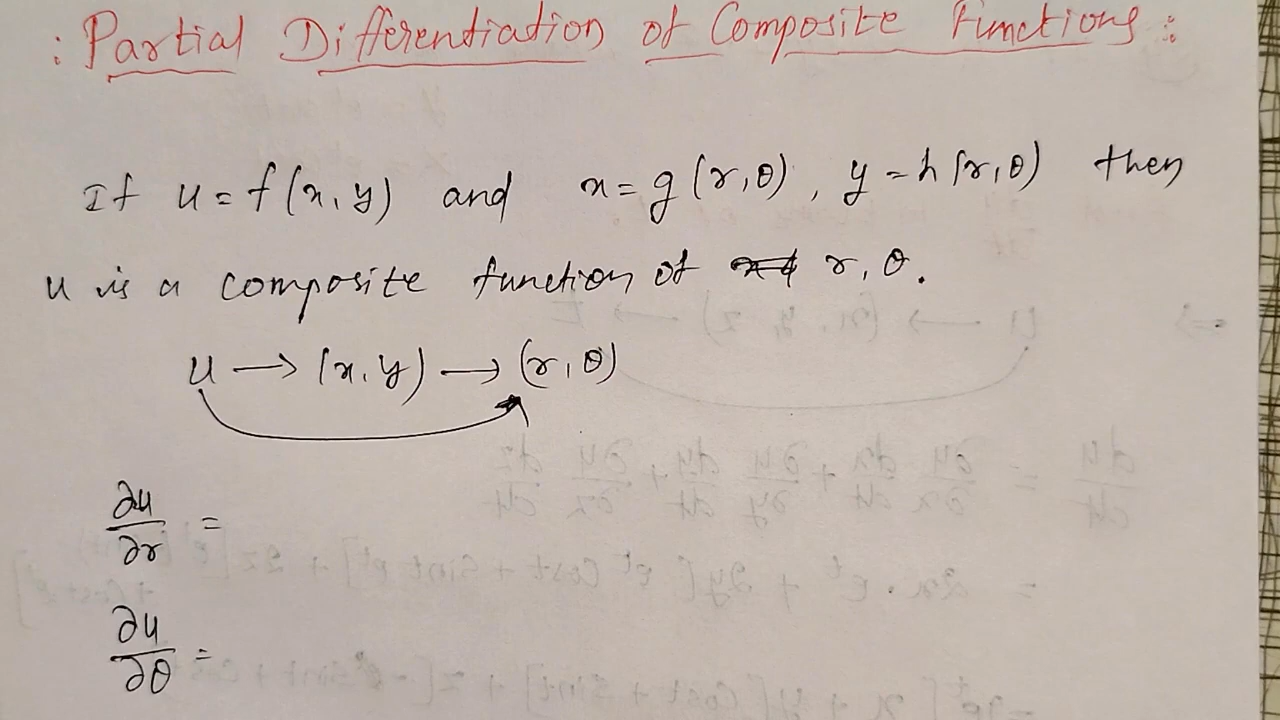 : Partial Differentiation of Composite Functions :
If u = f(x, y) and x = g(r, θ), y = h(r, θ) then
u is a composite function of r, θ.
u → (x, y) → (r, θ)
∂u/∂r =
∂u/∂θ =